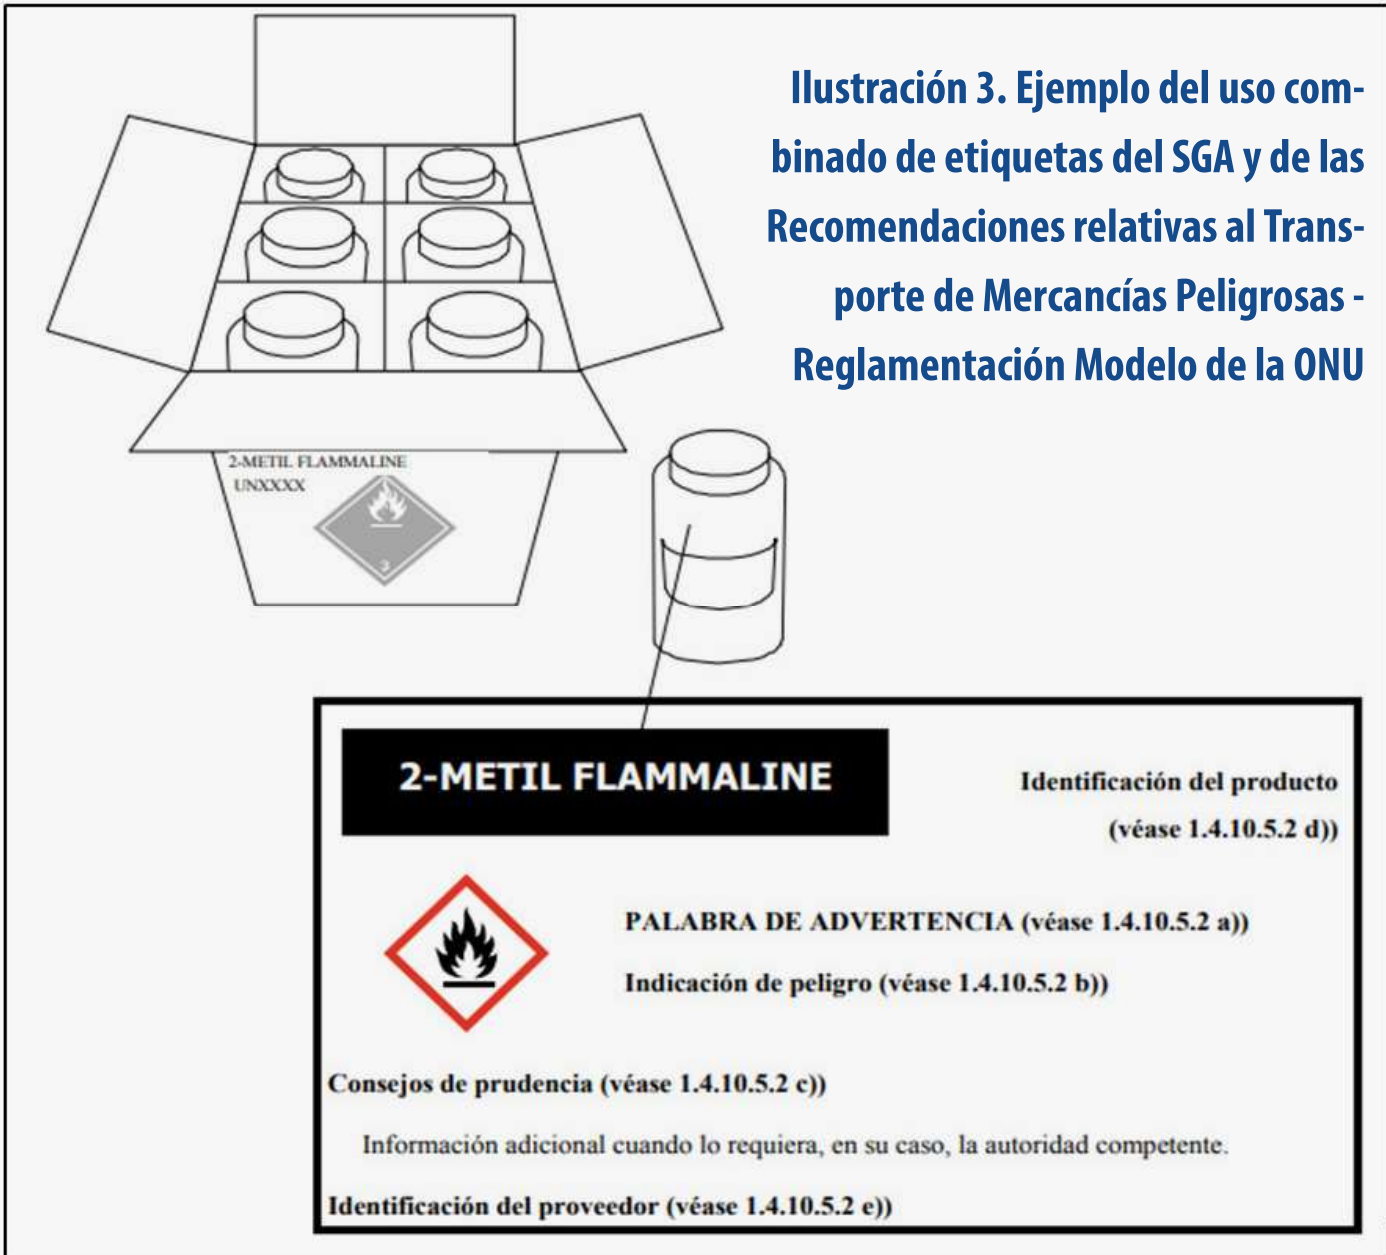 Ilustración 3. Ejemplo del uso com-
binado de etiquetas del SGA y de las
Recomendaciones relativas al Trans-
porte de Mercancías Peligrosas -
Reglamentación Modelo de la ONU
2-METIL FLAMMALINE
UNXXXX
3
2-METIL FLAMMALINE
Identificación del producto
(véase 1.4.10.5.2 d))
PALABRA DE ADVERTENCIA (véase 1.4.10.5.2 a))
Indicación de peligro (véase 1.4.10.5.2 b))
Consejos de prudencia (véase 1.4.10.5.2 c))
Información adicional cuando lo requiera, en su caso, la autoridad competente.
Identificación del proveedor (véase 1.4.10.5.2 e))